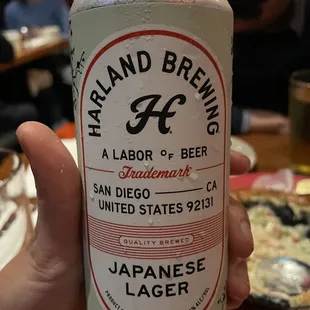 HARLAND BREWING
H
A LABOR OF BEER
Trademark
SAN DIEGO — CA
UNITED STATES 92131
QUALITY BREWED
JAPANESE
LAGER